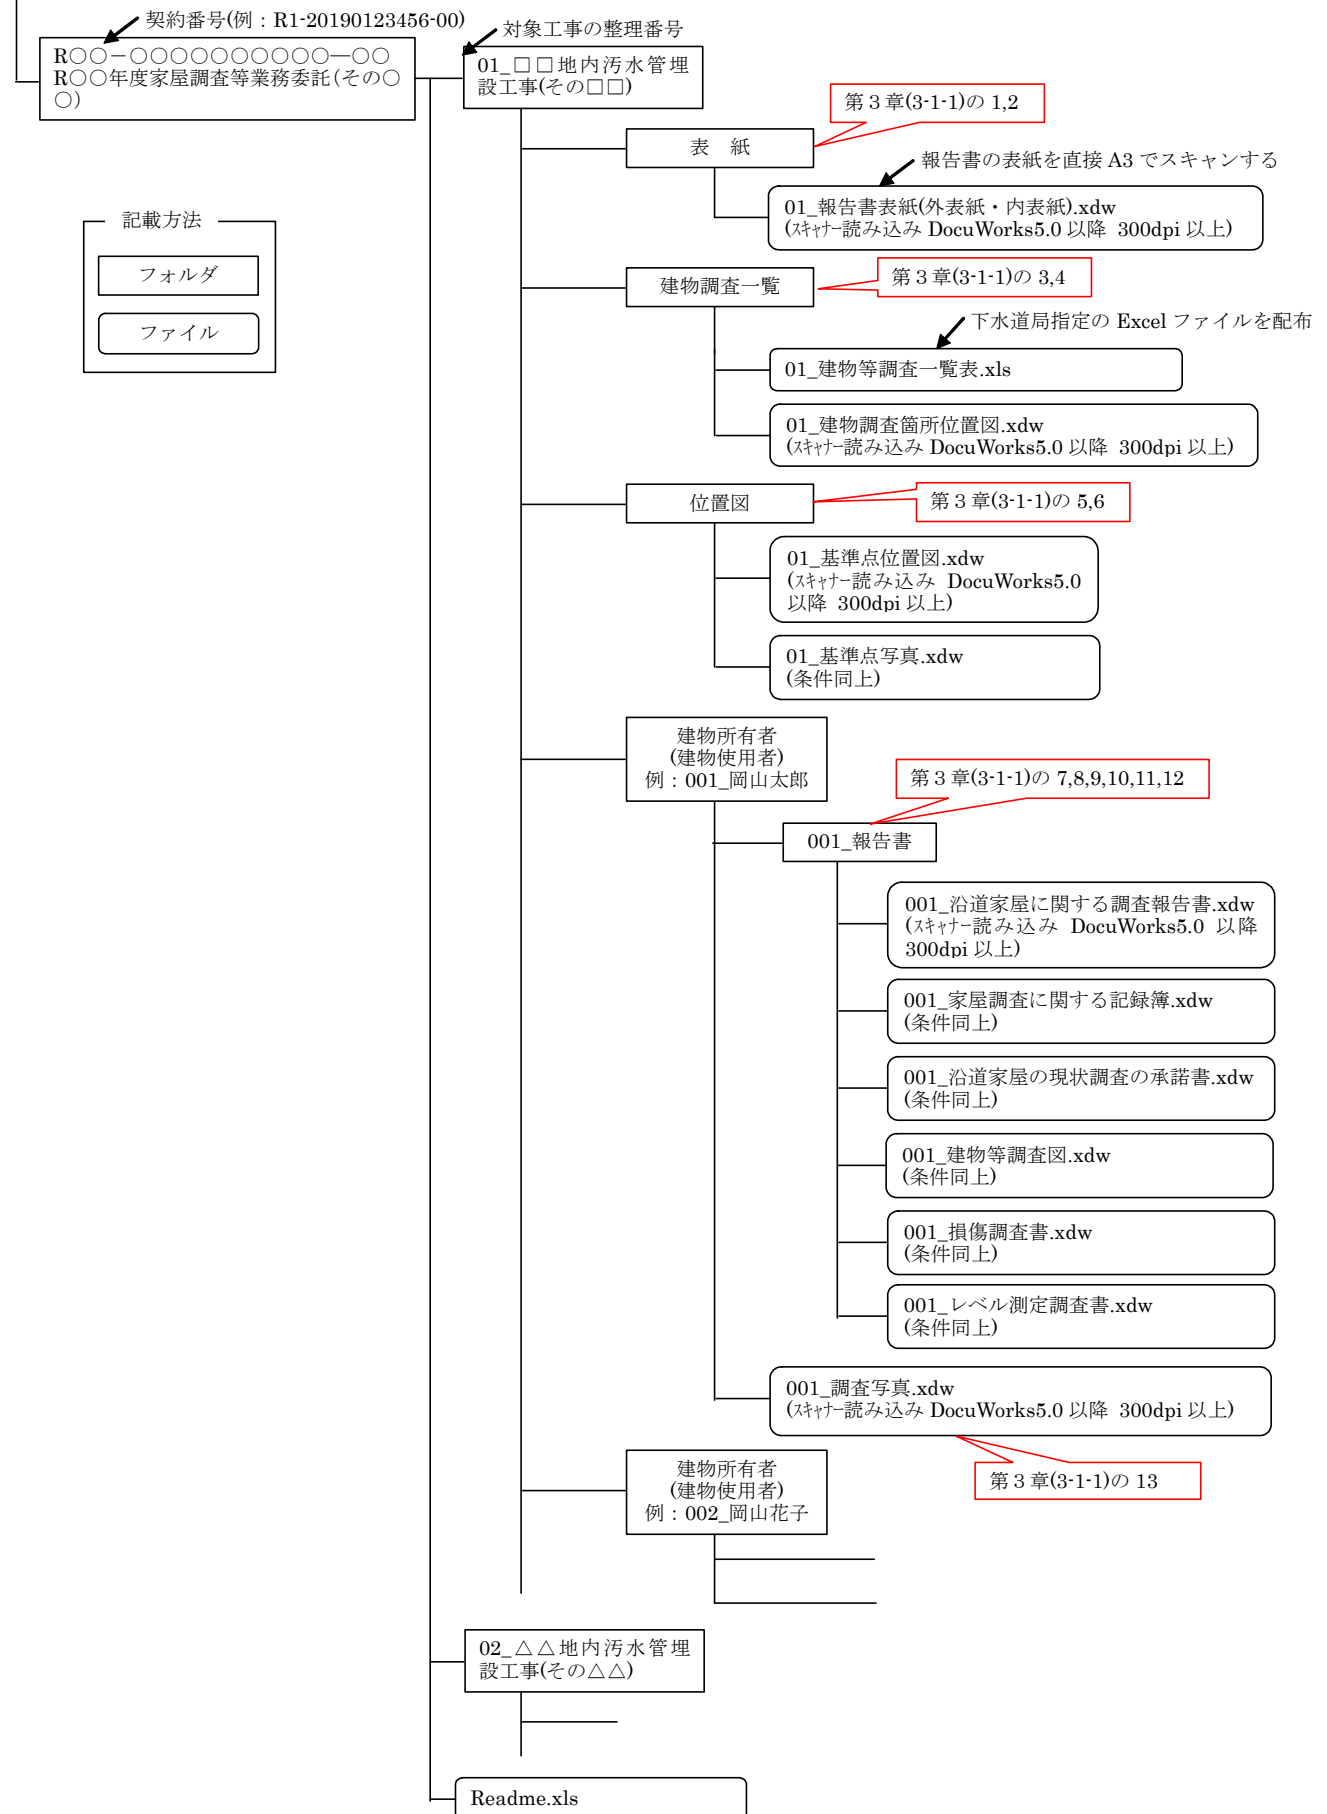 契約番号(例：R1-20190123456-00)
R○○－○○○○○○○○○○―○○
R○○年度家屋調査等業務委託(その○
○)
対象工事の整理番号
01_□□地内汚水管埋
設工事(その□□)
第３章(3-1-1)の 1,2
表　紙
報告書の表紙を直接 A3 でスキャンする
01_報告書表紙(外表紙・内表紙).xdw
(ｽｷｬﾅｰ読み込み DocuWorks5.0 以降 300dpi 以上)
記載方法
フォルダ
ファイル
建物調査一覧
第３章(3-1-1)の 3,4
下水道局指定の Excel ファイルを配布
01_建物等調査一覧表.xls
01_建物調査箇所位置図.xdw
(ｽｷｬﾅｰ読み込み DocuWorks5.0 以降 300dpi 以上)
位置図
第３章(3-1-1)の 5,6
01_基準点位置図.xdw
(ｽｷｬﾅｰ読み込み DocuWorks5.0
以降 300dpi 以上)
01_基準点写真.xdw
(条件同上)
建物所有者
(建物使用者)
例：001_岡山太郎
第３章(3-1-1)の 7,8,9,10,11,12
001_報告書
001_沿道家屋に関する調査報告書.xdw
(ｽｷｬﾅｰ読み込み DocuWorks5.0 以降
300dpi 以上)
001_家屋調査に関する記録簿.xdw
(条件同上)
001_沿道家屋の現状調査の承諾書.xdw
(条件同上)
001_建物等調査図.xdw
(条件同上)
001_損傷調査書.xdw
(条件同上)
001_レベル測定調査書.xdw
(条件同上)
001_調査写真.xdw
(ｽｷｬﾅｰ読み込み DocuWorks5.0 以降 300dpi 以上)
第３章(3-1-1)の 13
建物所有者
(建物使用者)
例：002_岡山花子
02_△△地内汚水管埋
設工事(その△△)
Readme.xls